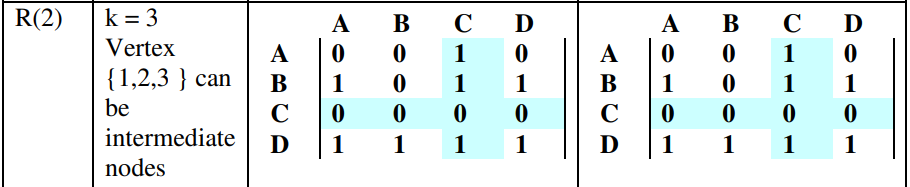 R(2)
k = 3
Vertex
{1,2,3 } can
be
intermediate
nodes
A B C D
A 0 0 1 0
B 1 0 1 1
C 0 0 0 0
D 1 1 1 1
A B C D
A 0 0 1 0
B 1 0 1 1
C 0 0 0 0
D 1 1 1 1